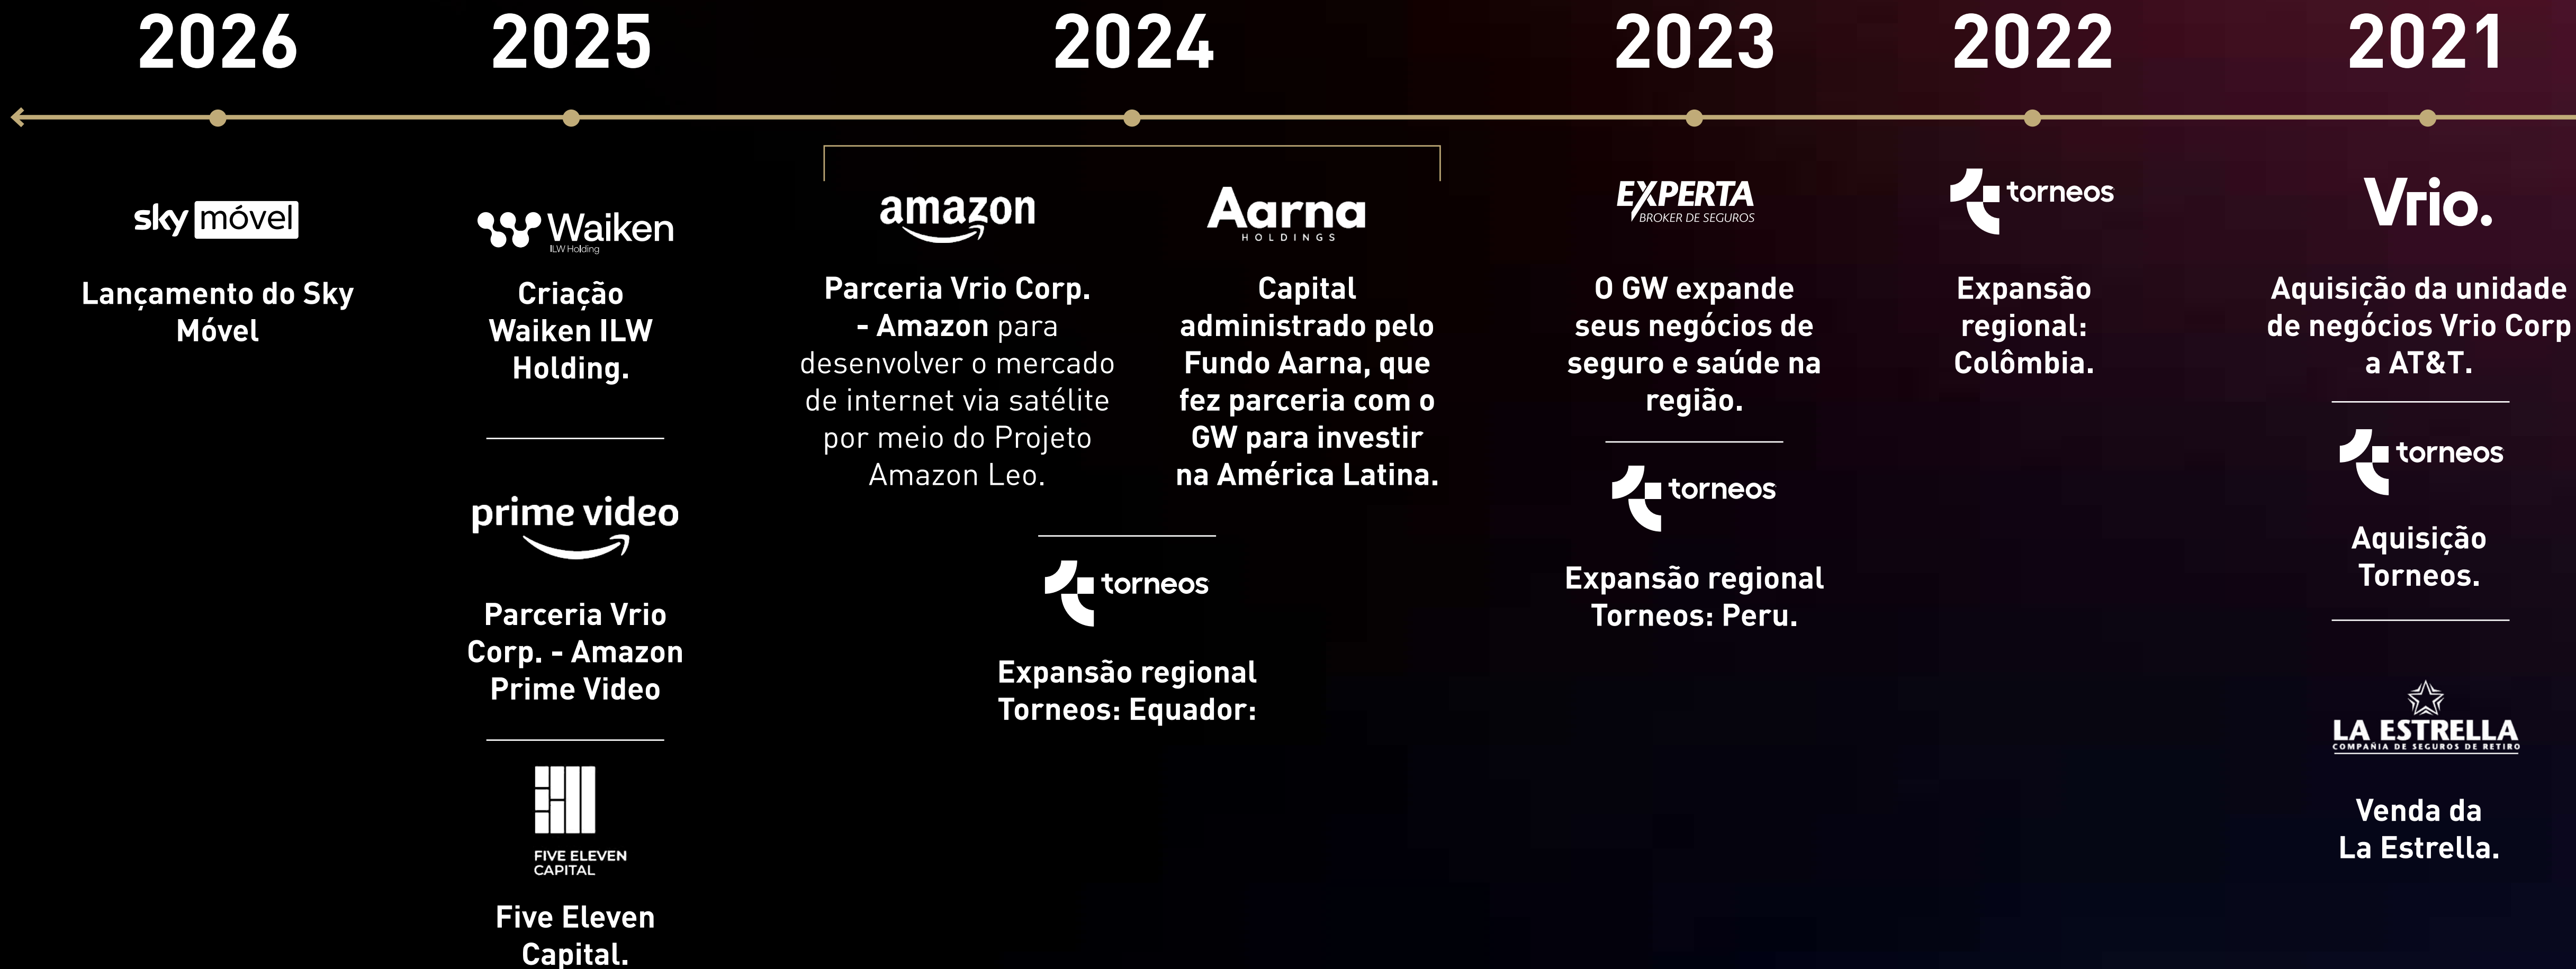 2026
2025
2024
2023
2022
2021
sky móvel
Lançamento do Sky
Móvel
Waiken
ILW Holding
Criação
Waiken ILW
Holding.
prime video
Parceria Vrio
Corp. - Amazon
Prime Video
FIVE ELEVEN
CAPITAL
Five Eleven
Capital.
amazon
Parceria Vrio Corp.
- Amazon para
desenvolver o mercado
de internet via satélite
por meio do Projeto
Amazon Leo.
Aarna
HOLDINGS
Capital
administrado pelo
Fundo Aarna, que
fez parceria com o
GW para investir
na América Latina.
torneos
Expansão regional
Torneos: Equador:
EXPERTA
BROKER DE SEGUROS
O GW expande
seus negócios de
seguro e saúde na
região.
torneos
Expansão regional
Torneos: Peru.
torneos
Expansão
regional:
Colômbia.
Vrio.
Aquisição da unidade
de negócios Vrio Corp
a AT&T.
torneos
Aquisição
Torneos.
LA ESTRELLA
COMPAÑIA DE SEGUROS DE RETIRO
Venda da
La Estrella.